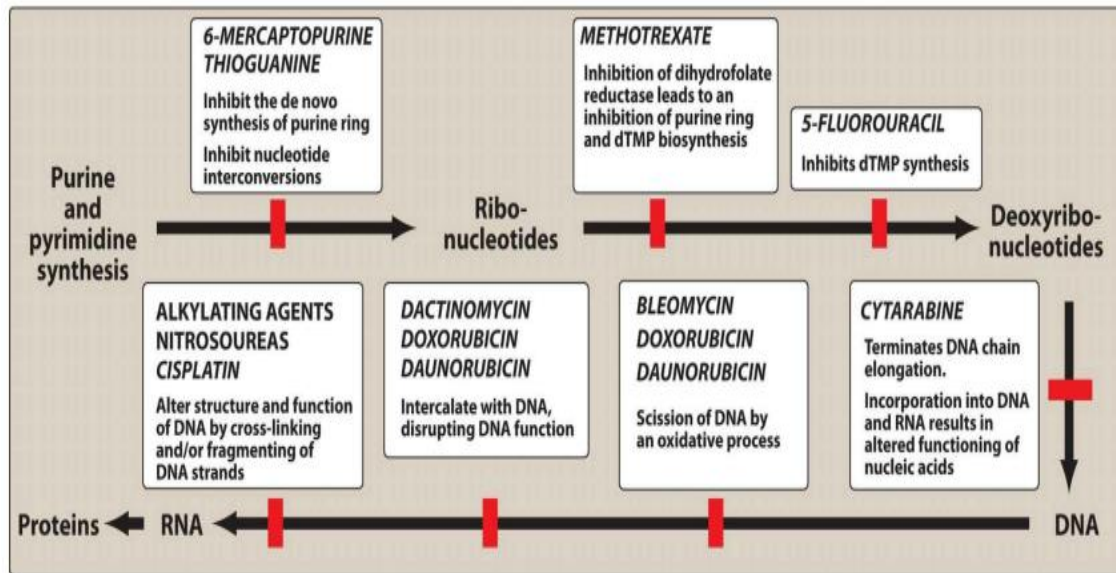 6-MERCAPTOPURINE
THIOGUANINE
Inhibit the de novo
synthesis of purine ring
Inhibit nucleotide
interconversions
METHOTREXATE
Inhibition of dihydrofolate
reductase leads to an
inhibition of purine ring
and dTMP biosynthesis
5-FLUOROURACIL
Inhibits dTMP synthesis
Purine
and
pyrimidine
synthesis
Ribo-
nucleotides
Deoxyribo-
nucleotides
ALKYLATING AGENTS
NITROSOUREAS
CISPLATIN
Alter structure and function
of DNA by cross-linking
and/or fragmenting of
DNA strands
DACTINOMYCIN
DOXORUBICIN
DAUNORUBICIN
Intercalate with DNA,
disrupting DNA function
BLEOMYCIN
DOXORUBICIN
DAUNORUBICIN
Scission of DNA by
an oxidative process
CYTARABINE
Terminates DNA chain
elongation.
Incorporation into DNA
and RNA results in
altered functioning of
nucleic acids
Proteins
RNA
DNA